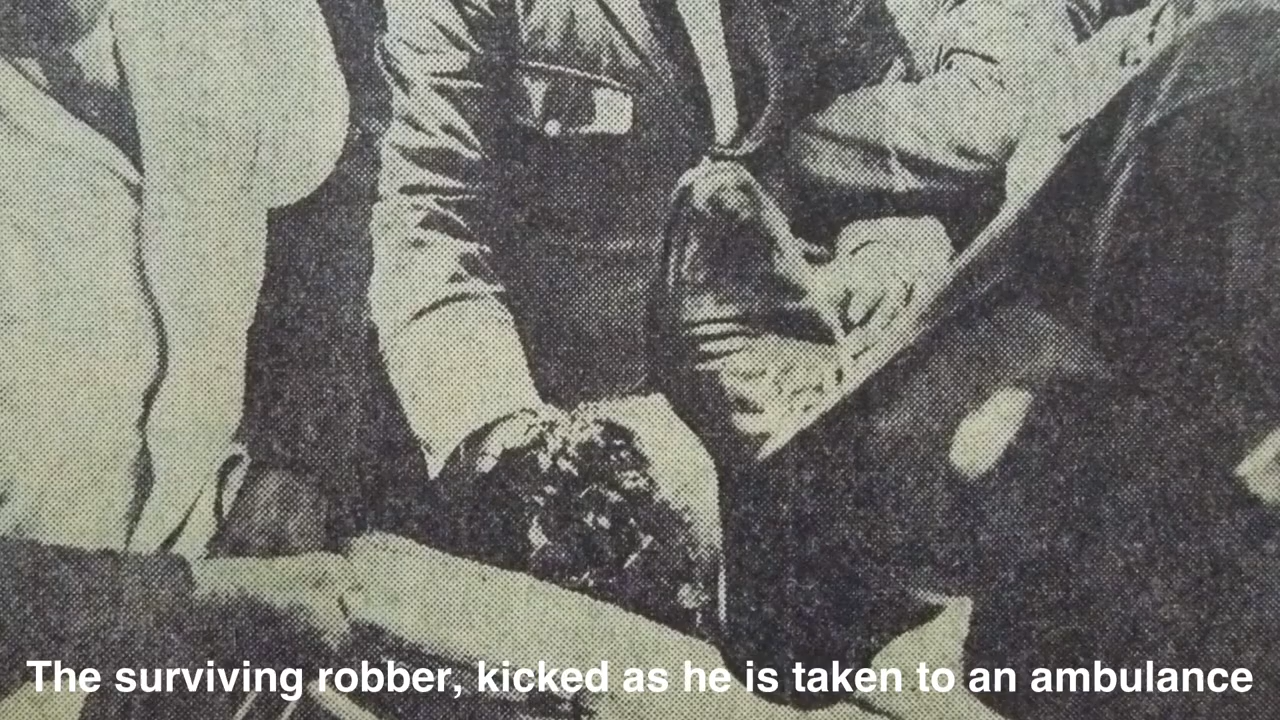 The surviving robber, kicked as he is taken to an ambulance